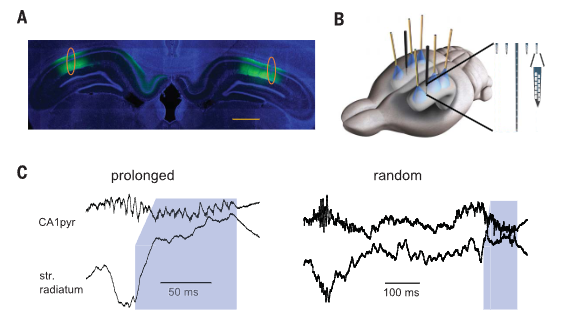 A
B
C
prolonged
random
CA1pyr
str.
radiatum
50 ms
100 ms